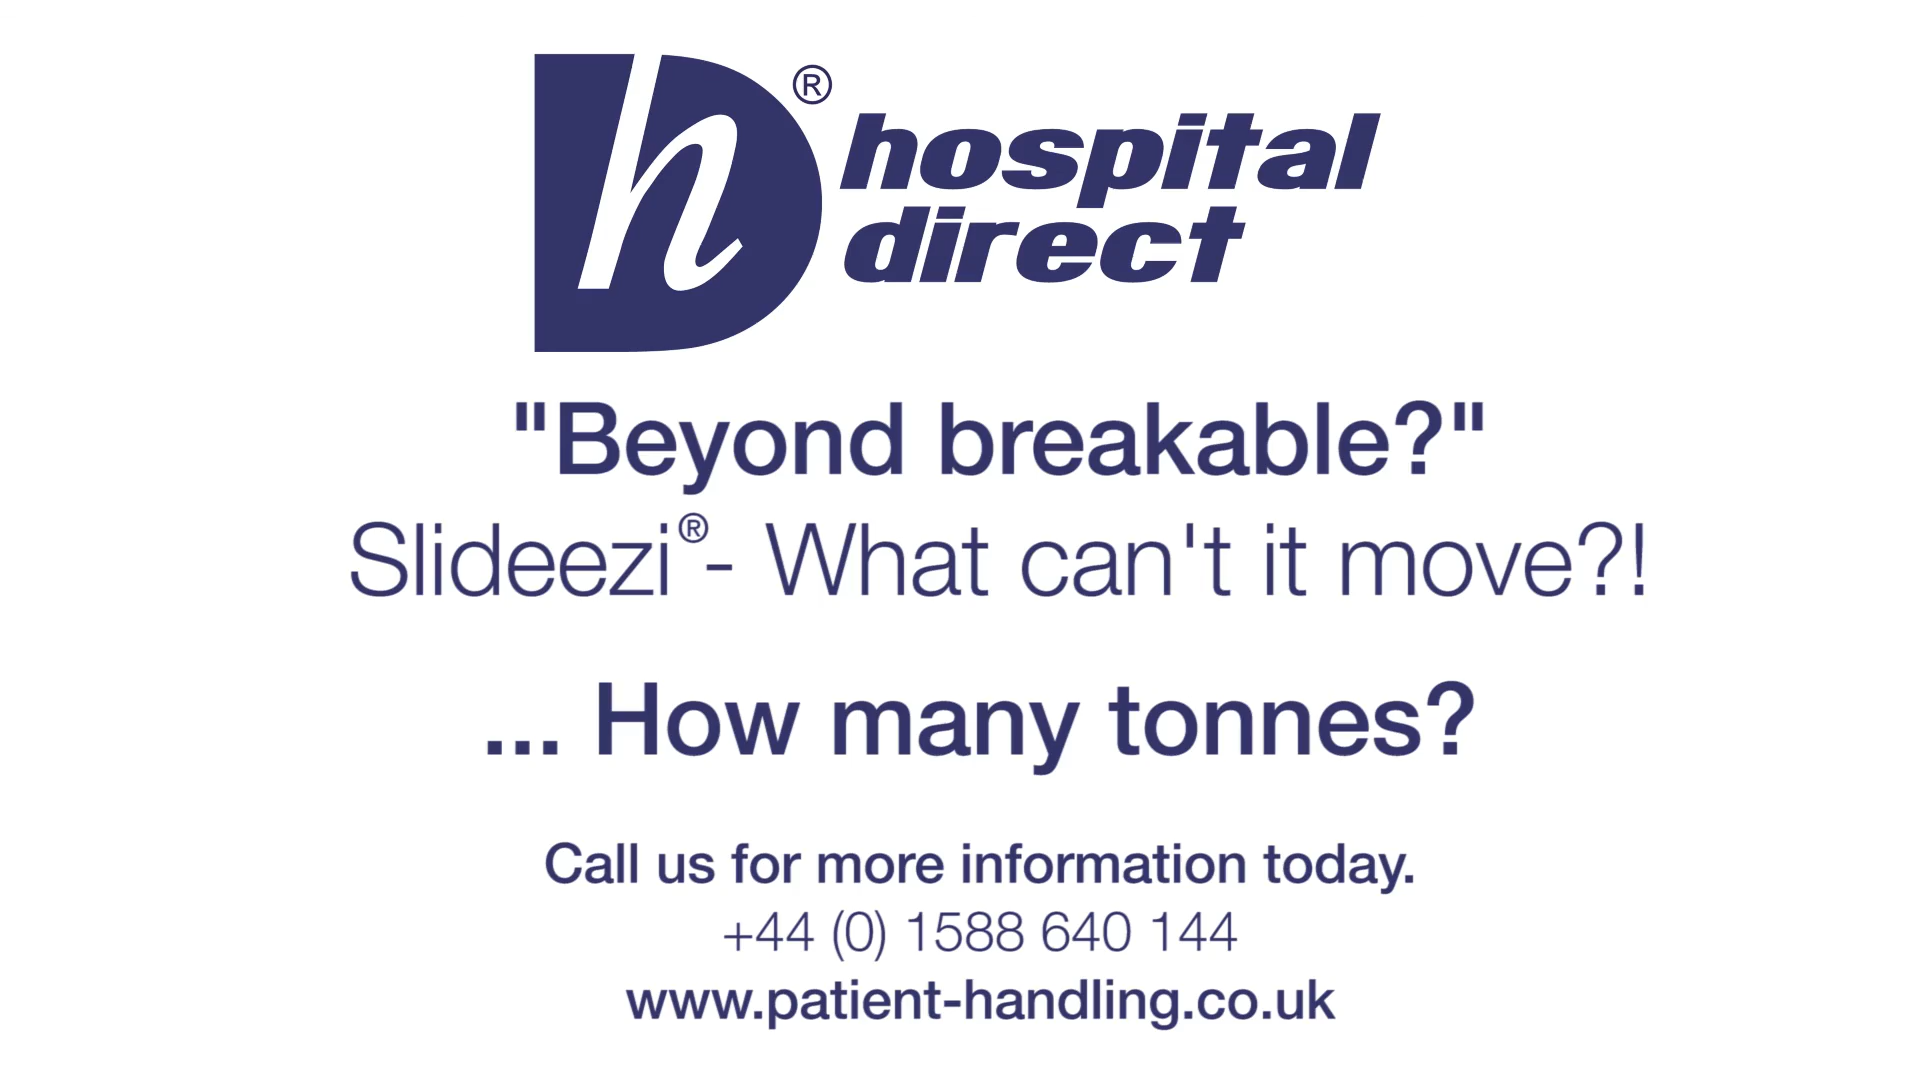 h®
hospital
direct
"Beyond breakable?"
Slideezi®- What can't it move?!
... How many tonnes?
Call us for more information today.
+44 (0) 1588 640 144
www.patient-handling.co.uk